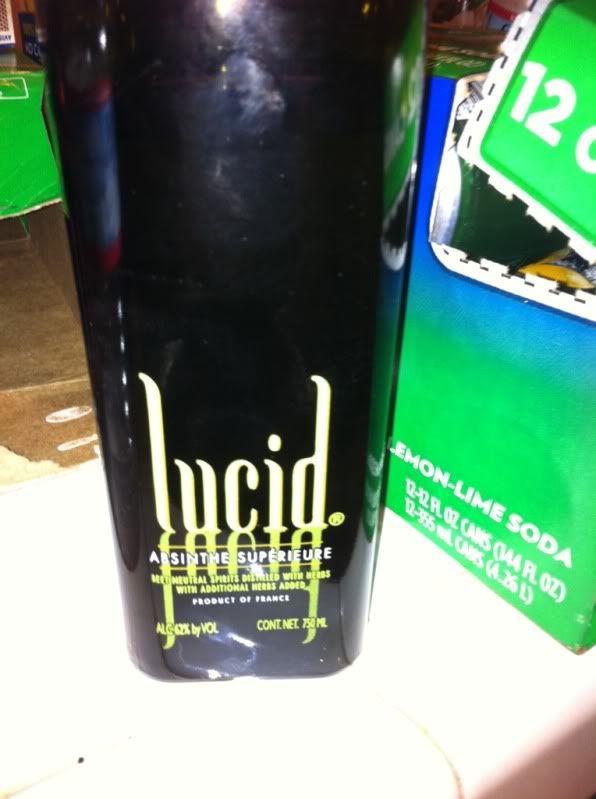 lucid®
ABSINTHE SUPÉRIEURE
BEET NEUTRAL SPIRITS DISTILLED WITH HERBS
WITH ADDITIONAL HERBS ADDED
PRODUCT OF FRANCE
ALC 62% by VOL CONT. NET. 750 ML
12
LEMON-LIME SODA
12-12 FL OZ CANS (144 FL OZ)
12-355 mL CANS (4.26 L)